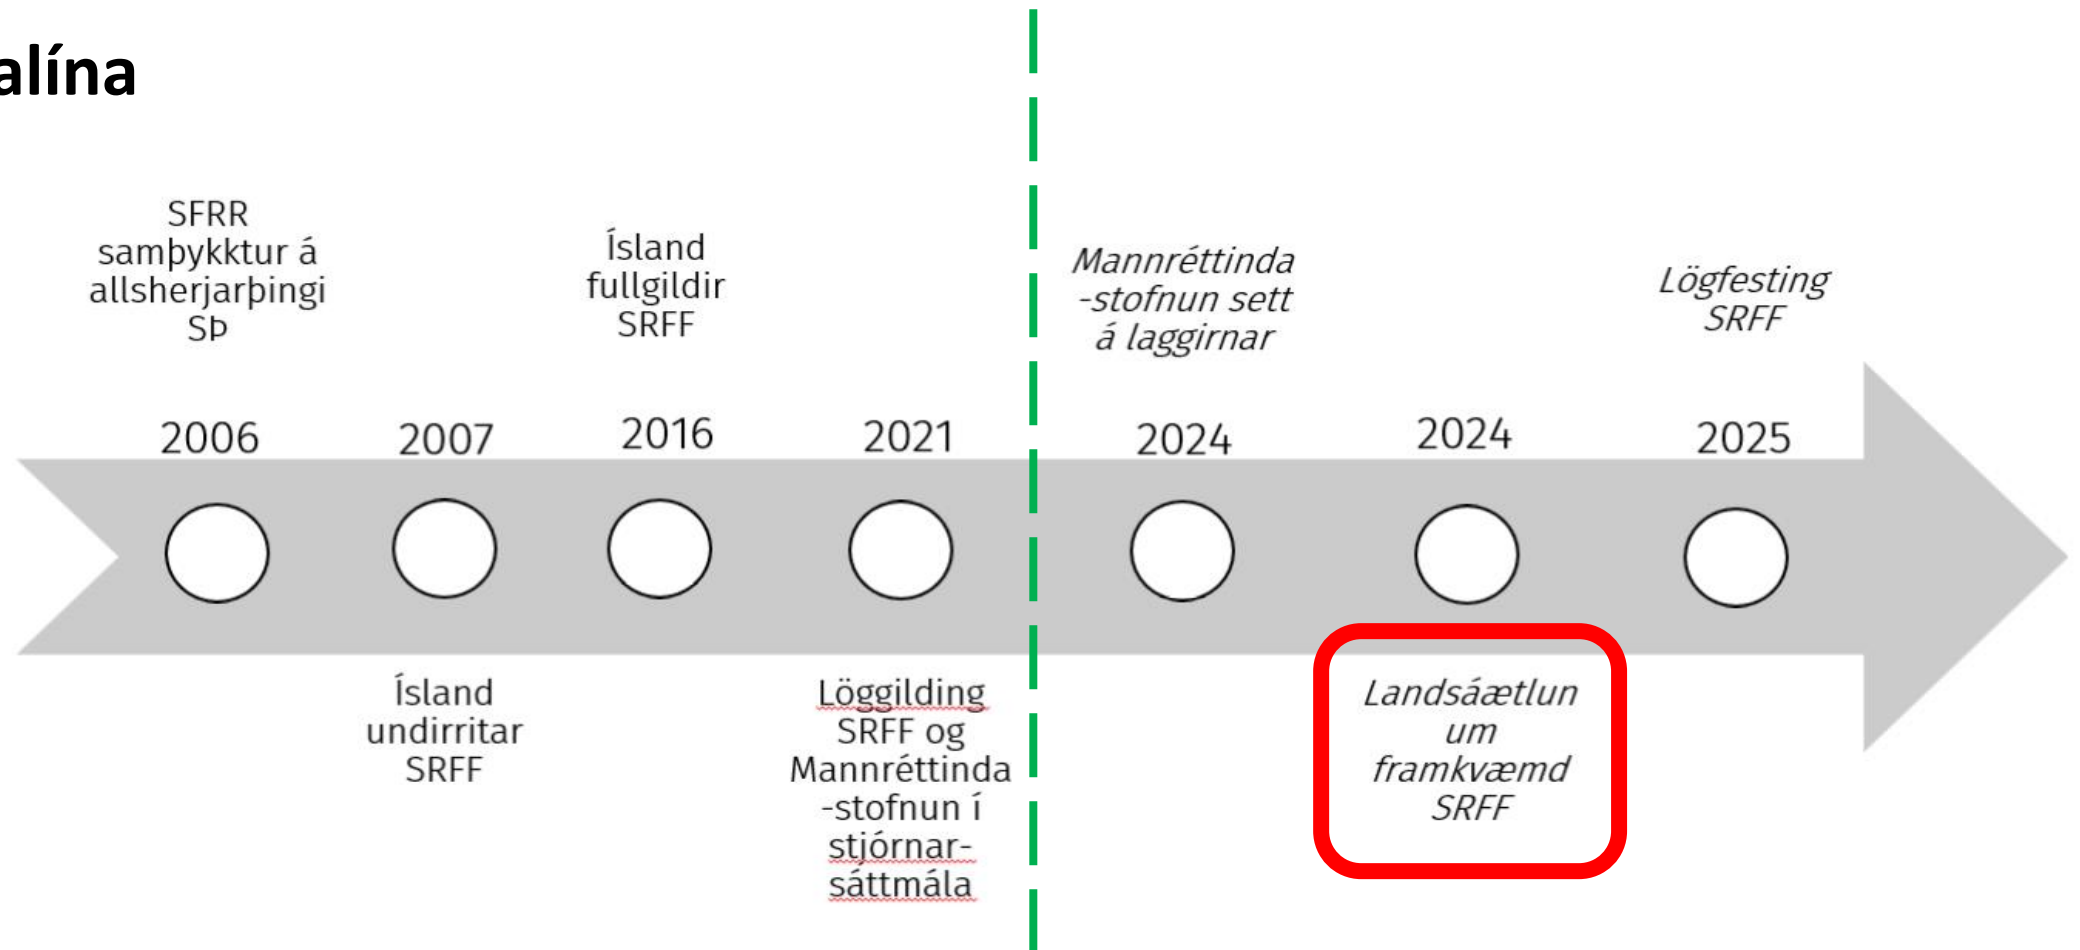 alína
SFRR
samþykktur á
allsherjarþingi
SÞ
2006
2007
Ísland
undirritar
SRFF
Ísland
fullgildir
SRFF
2016
2021
Löggilding
SRFF og
Mannréttinda
-stofnun í
stjórnar-
sáttmála
Mannréttinda
-stofnun sett
á laggirnar
2024
2024
Landsáætlun
um
framkvæmd
SRFF
Lögfesting
SRFF
2025